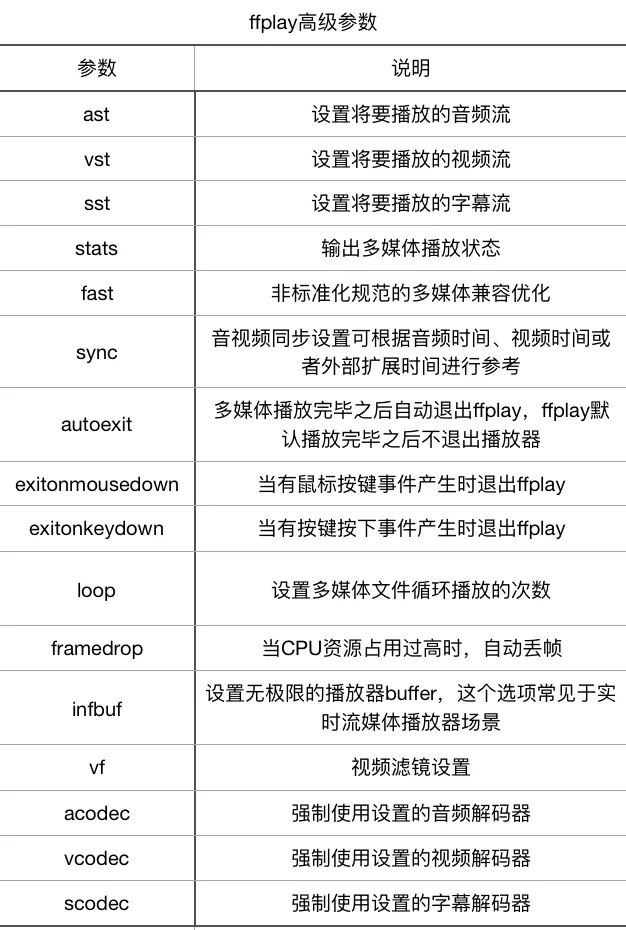 ffplay高级参数
参数 说明
ast 设置将要播放的音频流
vst 设置将要播放的视频流
sst 设置将要播放的字幕流
stats 输出多媒体播放状态
fast 非标准化规范的多媒体兼容优化
sync 音视频同步设置可根据音频时间、视频时间或
者外部扩展时间进行参考
autoexit 多媒体播放完毕之后自动退出ffplay，ffplay默
认播放完毕之后不退出播放器
exitonmousedown 当有鼠标按键事件产生时退出ffplay
exitonkeydown 当有按键按下事件产生时退出ffplay
loop 设置多媒体文件循环播放的次数
framedrop 当CPU资源占用过高时，自动丢帧
infbuf 设置无极限的播放器buffer，这个选项常见于实
时流媒体播放器场景
vf 视频滤镜设置
acodec 强制使用设置的音频解码器
vcodec 强制使用设置的视频解码器
scodec 强制使用设置的字幕解码器